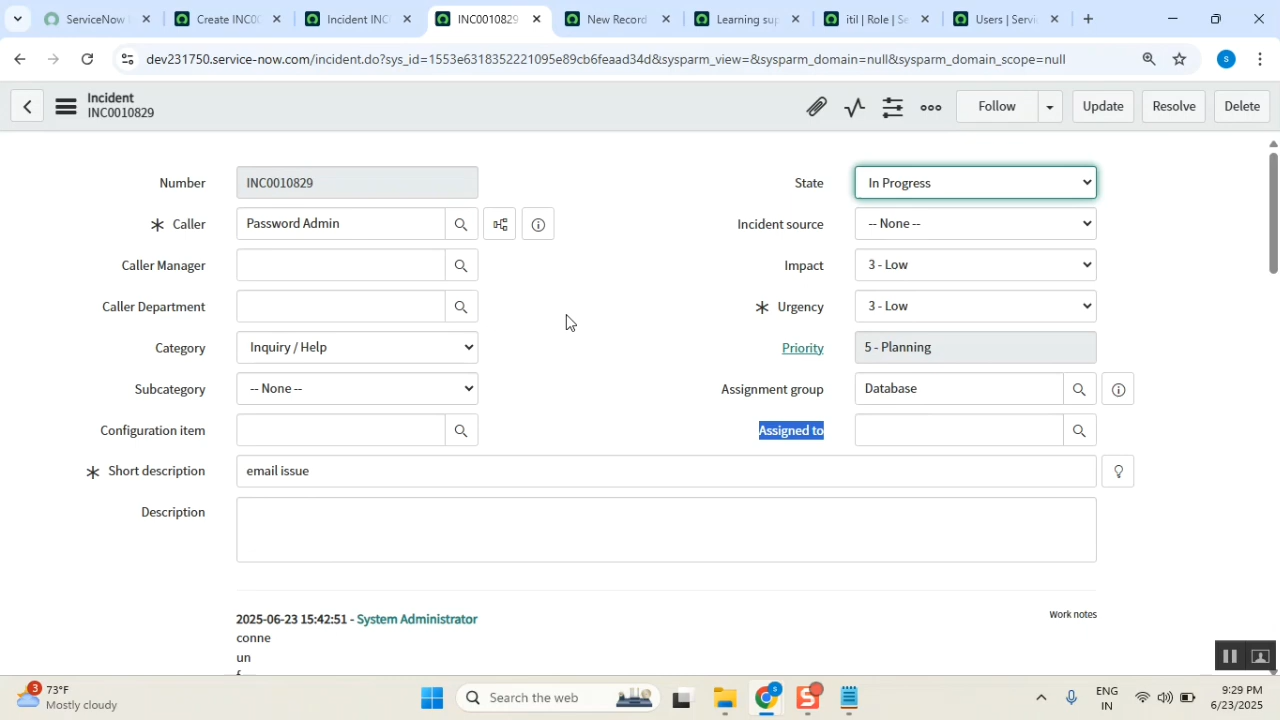 ServiceNow
Create INC0
Incident INC
INC0010829
New Record
Learning sup
itil | Role | Se
Users | Servi
dev231750.service-now.com/incident.do?sys_id=1553e6318352221095e89cb6feaad34d&sysparm_view=&sysparm_domain=null&sysparm_domain_scope=null
S
Incident
INC0010829
Follow
Update
Resolve
Delete
Number
INC0010829
State
In Progress
Caller
Password Admin
Incident source
-- None --
Caller Manager
Impact
3 - Low
Caller Department
Urgency
3 - Low
Category
Inquiry / Help
Priority
5 - Planning
Subcategory
-- None --
Assignment group
Database
Configuration item
Assigned to
Short description
email issue
Description
2025-06-23 15:42:51 - System Administrator
Work notes
conne
un
3
73°F
Mostly cloudy
Search the web
ENG
IN
9:29 PM
6/23/2025